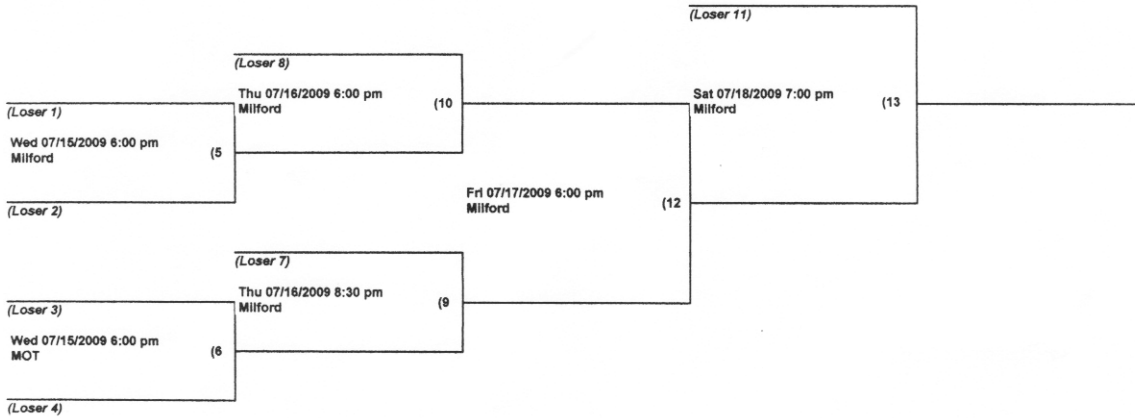 (Loser 11)
(Loser 8)
Thu 07/16/2009 6:00 pm
Milford
(10
Sat 07/18/2009 7:00 pm
Milford
(13
(Loser 1)
Wed 07/15/2009 6:00 pm
Milford
(5
(Loser 2)
Fri 07/17/2009 6:00 pm
Milford
(12
(Loser 7)
Thu 07/16/2009 8:30 pm
Milford
(9
(Loser 3)
Wed 07/15/2009 6:00 pm
MOT
(6
(Loser 4)